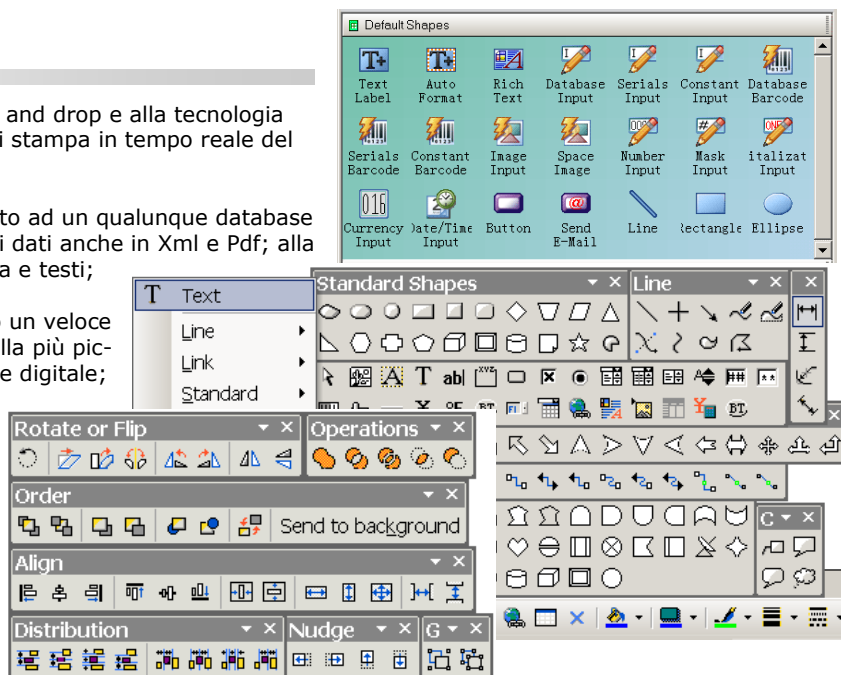 Default Shapes
Text Auto Rich Database Serials Constant Database
Label Format Text Input Input Input Barcode
Serials Constant Image Space Number Mask italizat
Barcode Barcode Input Image Input Input Input
Currency Date/Time Button Send Line Rectangle Ellipse
Input Input E-Mail
and drop e alla tecnologia
i stampa in tempo reale del
to ad un qualunque database
i dati anche in Xml e Pdf; alla
a e testi;
un veloce
lla più pic-
e digitale;
T Text
Line
Link
Standard
Standard Shapes
Line
Rotate or Flip
Operations
Order
Send to background
Align
Distribution
Nudge
G
C